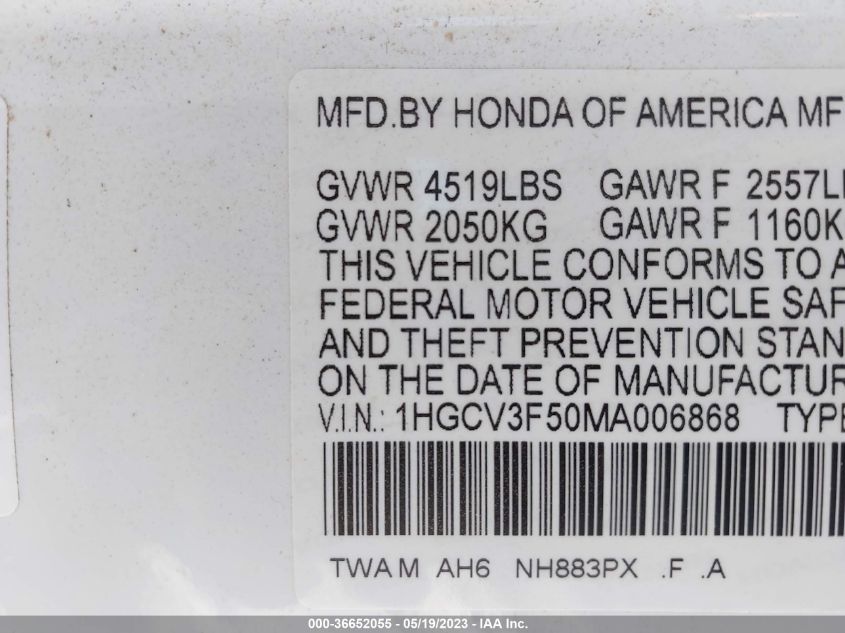 MFD.BY HONDA OF AMERICA MF
GVWR 4519LBS GAWR F 2557L
GVWR 2050KG GAWR F 1160K
THIS VEHICLE CONFORMS TO A
FEDERAL MOTOR VEHICLE SAF
AND THEFT PREVENTION STAN
ON THE DATE OF MANUFACTUR
V.I.N.: 1HGCV3F50MA006868 TYPE
TWAM AH6 NH883PX .F .A
000-36652055 - 05/19/2023 - IAA Inc.